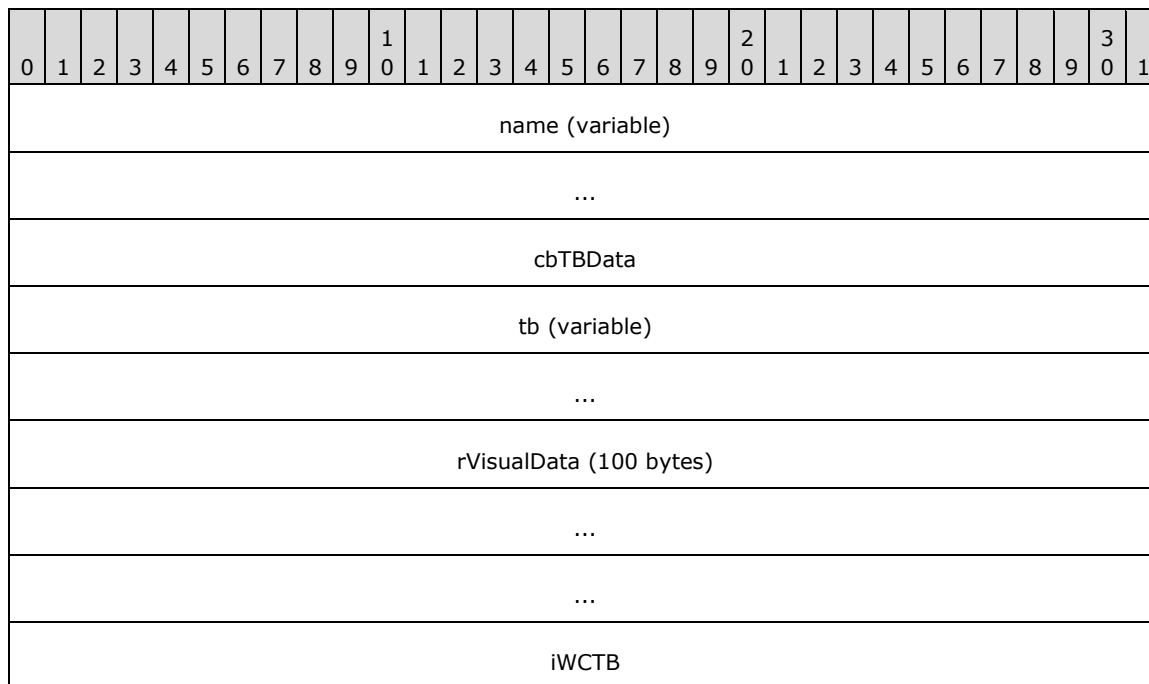 1 2 3
0 1 2 3 4 5 6 7 8 9 0 1 2 3 4 5 6 7 8 9 0 1 2 3 4 5 6 7 8 9 0 1
name (variable)
...
cbTBData
tb (variable)
...
rVisualData (100 bytes)
...
...
iWCTB